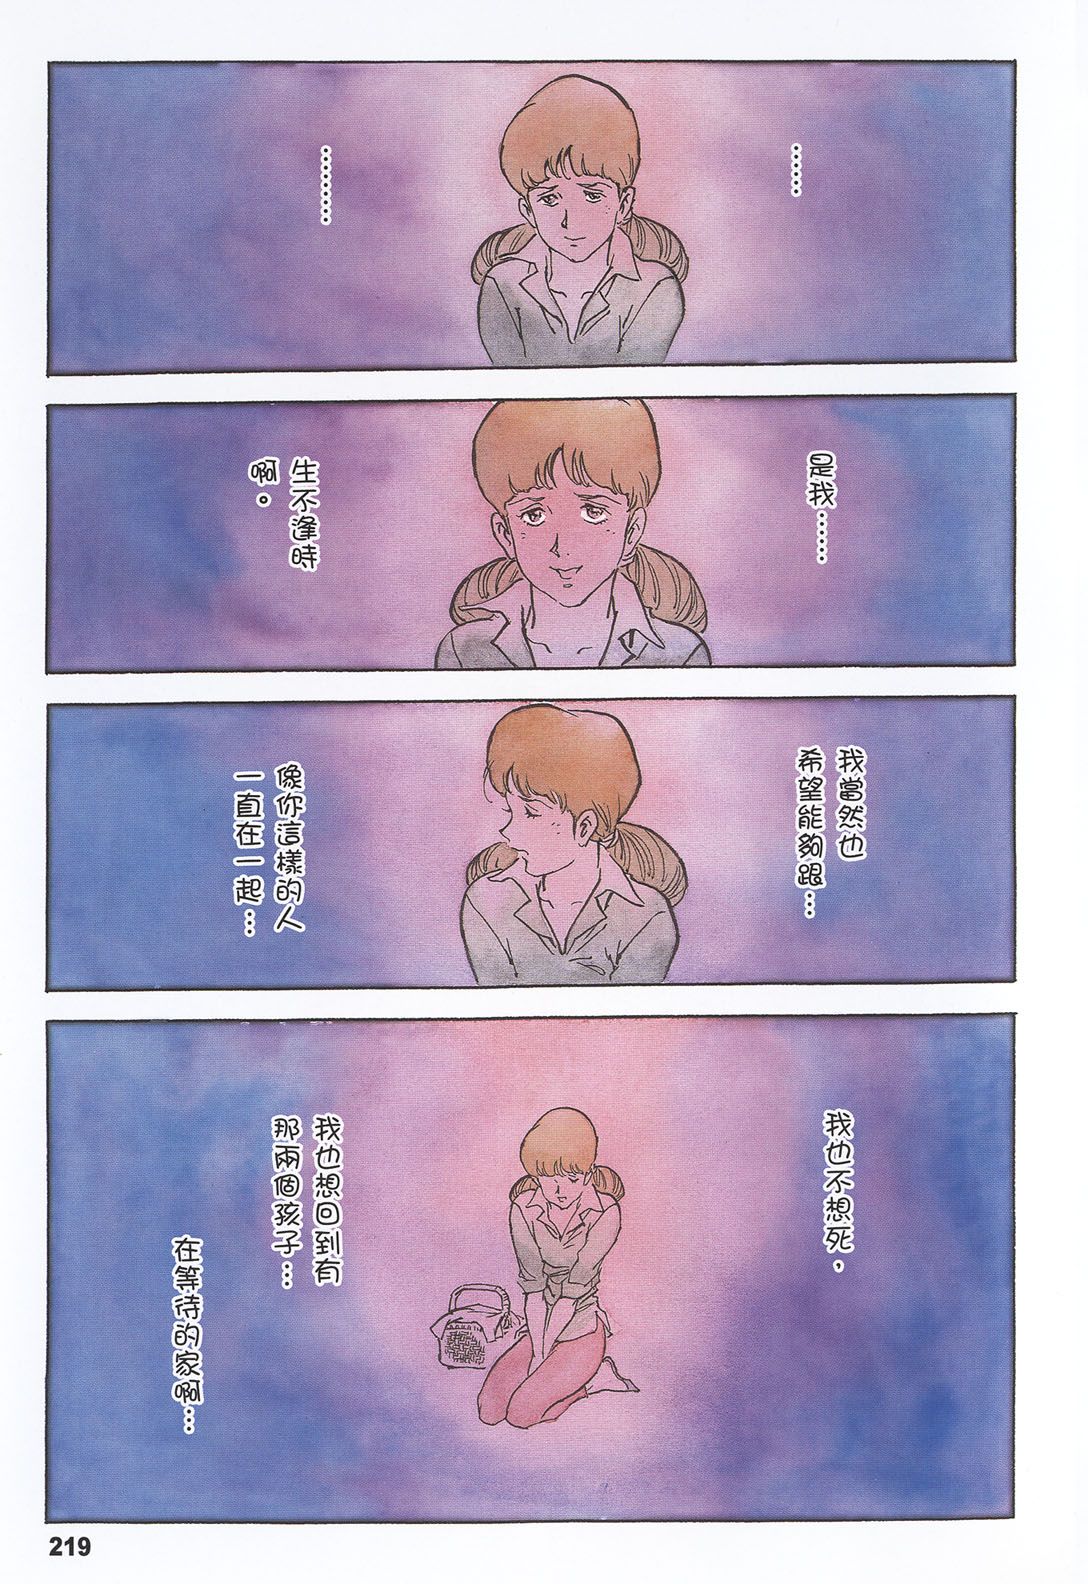 ……
………
是我……
生不逢時
啊。
我當然也
希望能夠跟…
像你這樣的人
一直在一起…
我也不想死，
我也想回到有
那兩個孩子…
在等待的家啊…
219